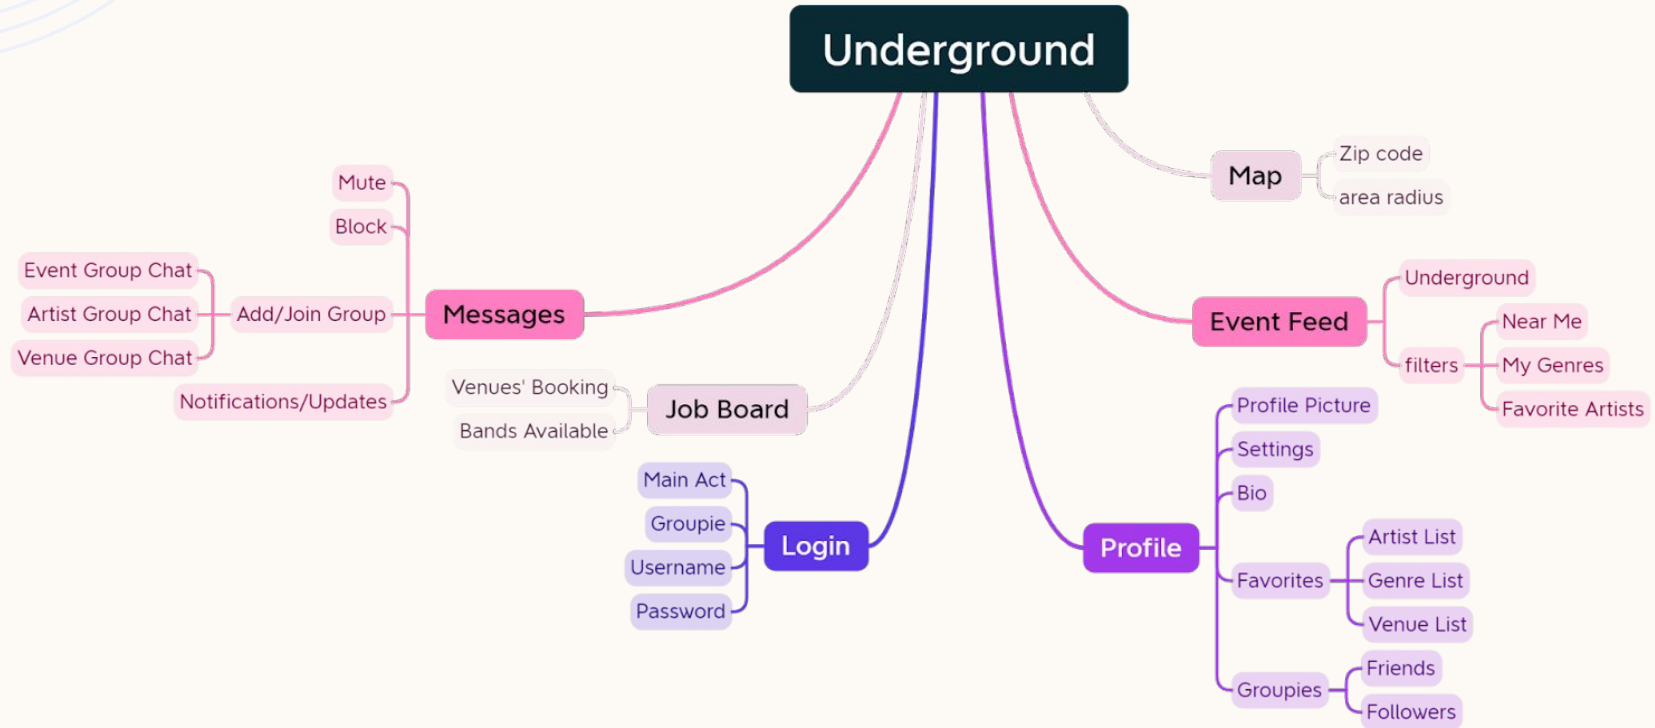 Underground
Messages
Mute
Block
Add/Join Group
Event Group Chat
Artist Group Chat
Venue Group Chat
Notifications/Updates
Job Board
Venues' Booking
Bands Available
Login
Main Act
Groupie
Username
Password
Map
Zip code
area radius
Event Feed
Underground
filters
Near Me
My Genres
Favorite Artists
Profile
Profile Picture
Settings
Bio
Favorites
Artist List
Genre List
Venue List
Groupies
Friends
Followers